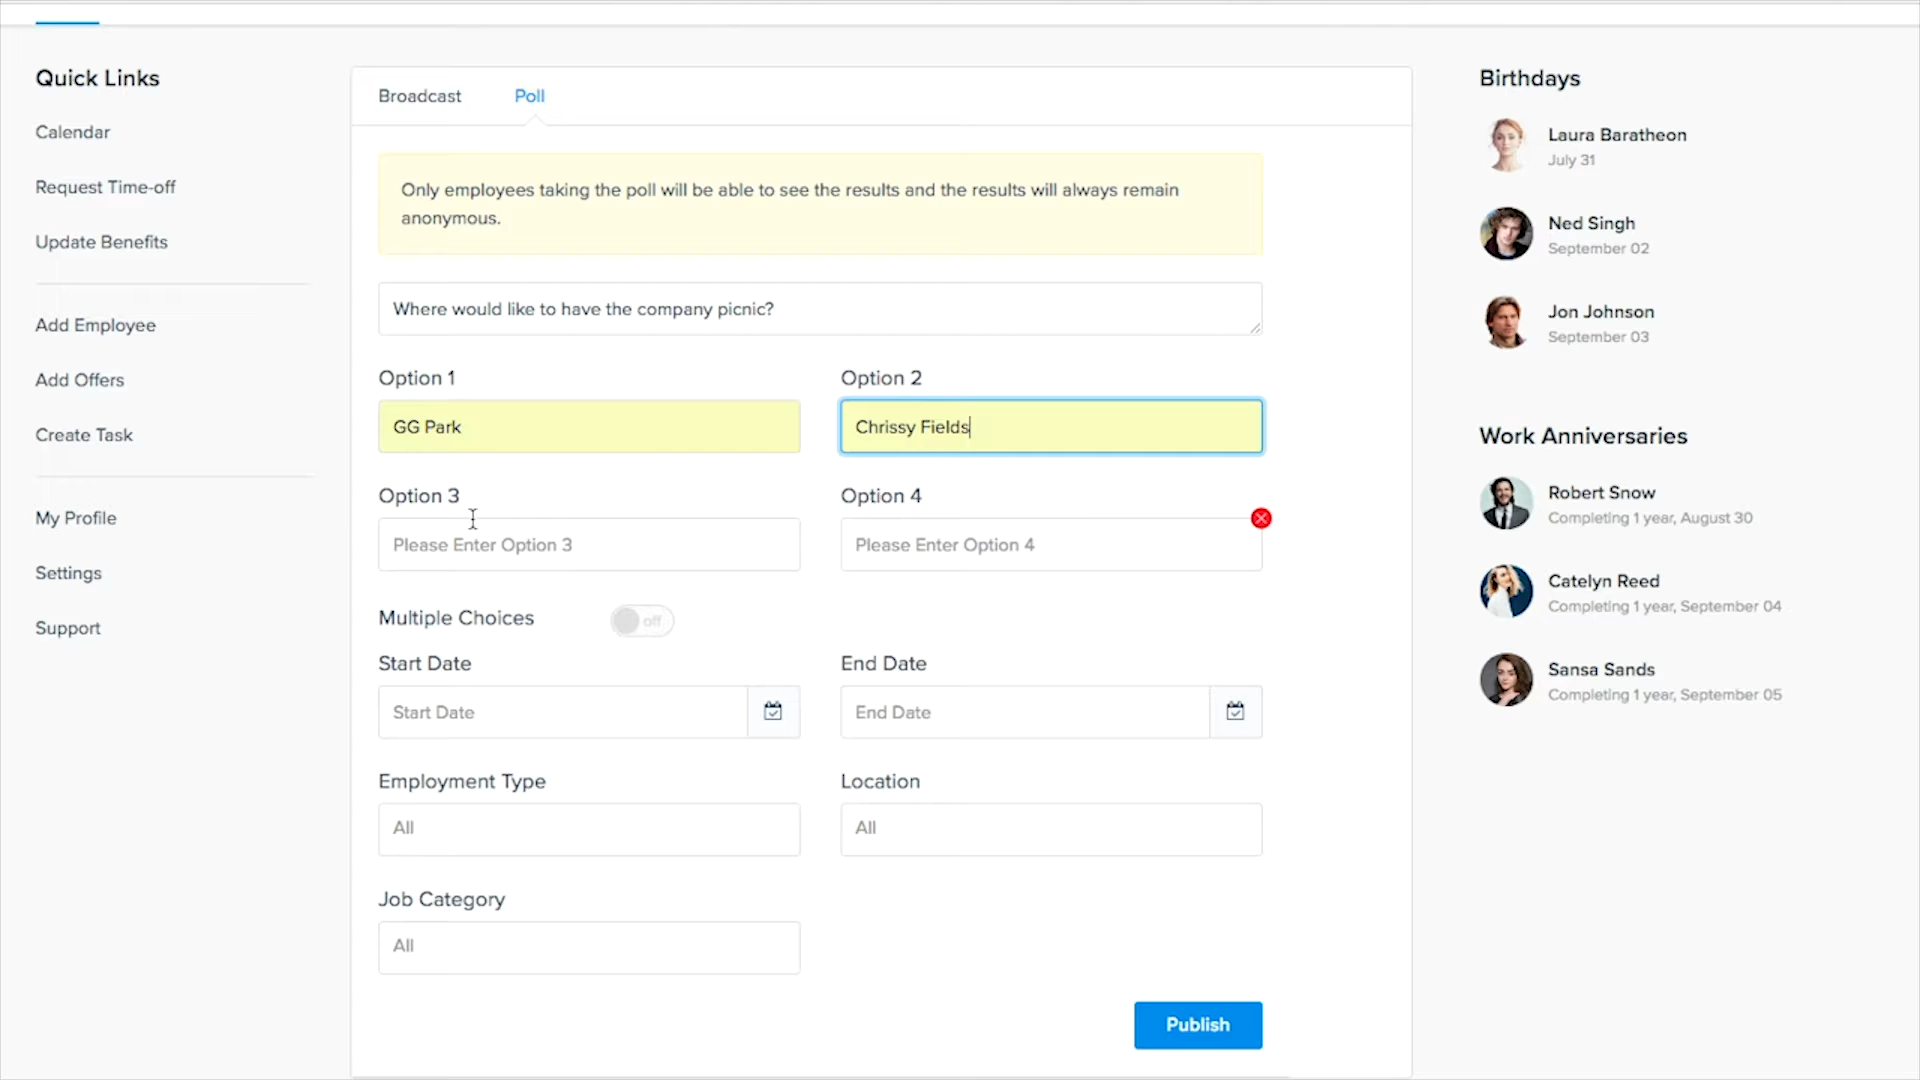 Quick Links
Calendar
Request Time-off
Update Benefits
Add Employee
Add Offers
Create Task
My Profile
Settings
Support
Broadcast Poll
Only employees taking the poll will be able to see the results and the results will always remain
anonymous.
Where would like to have the company picnic?
Option 1 Option 2
GG Park Chrissy Fields
Option 3 Option 4
Please Enter Option 3 Please Enter Option 4
Multiple Choices off
Start Date End Date
Start Date End Date
Employment Type Location
All All
Job Category
All
Publish
Birthdays
Laura Baratheon
July 31
Ned Singh
September 02
Jon Johnson
September 03
Work Anniversaries
Robert Snow
Completing 1 year, August 30
Catelyn Reed
Completing 1 year, September 04
Sansa Sands
Completing 1 year, September 05